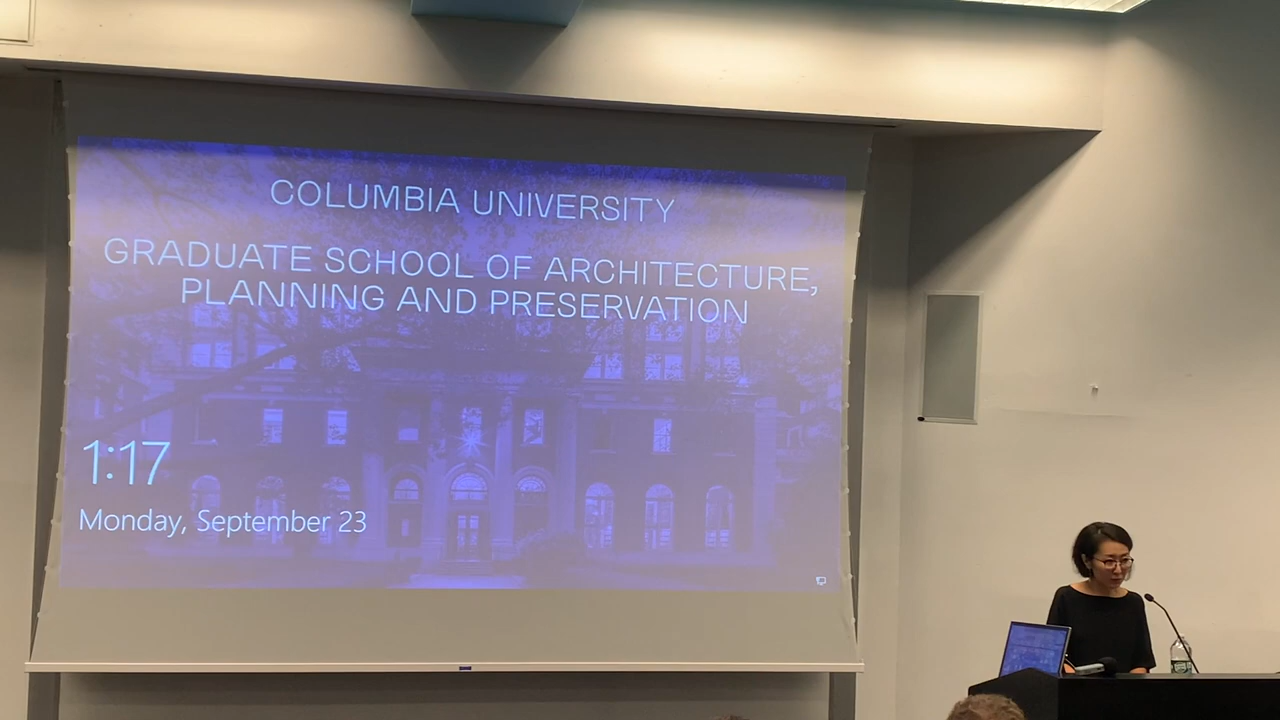 COLUMBIA UNIVERSITY
GRADUATE SCHOOL OF ARCHITECTURE,
PLANNING AND PRESERVATION
1:17
Monday, September 23